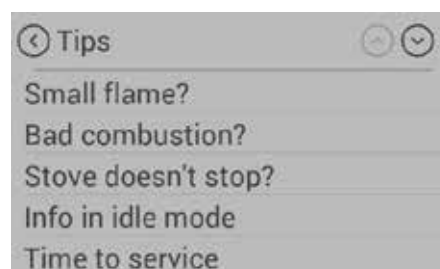 Tips
Small flame?
Bad combustion?
Stove doesn't stop?
Info in idle mode
Time to service